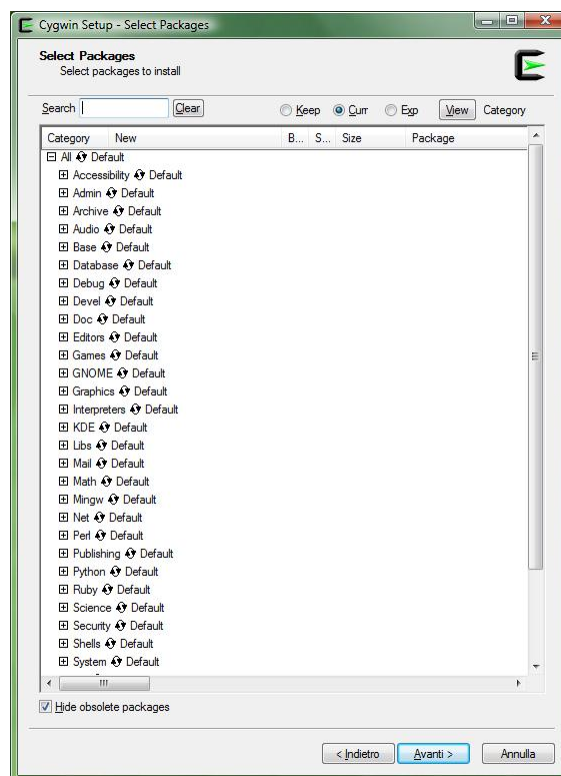 Cygwin Setup - Select Packages
Select Packages
Select packages to install
Search Clear Keep Curr Exp View Category
Category New B... S... Size Package
All Default
Accessibility Default
Admin Default
Archive Default
Audio Default
Base Default
Database Default
Debug Default
Devel Default
Doc Default
Editors Default
Games Default
GNOME Default
Graphics Default
Interpreters Default
KDE Default
Libs Default
Mail Default
Math Default
Mingw Default
Net Default
Perl Default
Publishing Default
Python Default
Ruby Default
Science Default
Security Default
Shells Default
System Default
Hide obsolete packages
< Indietro Avanti > Annulla